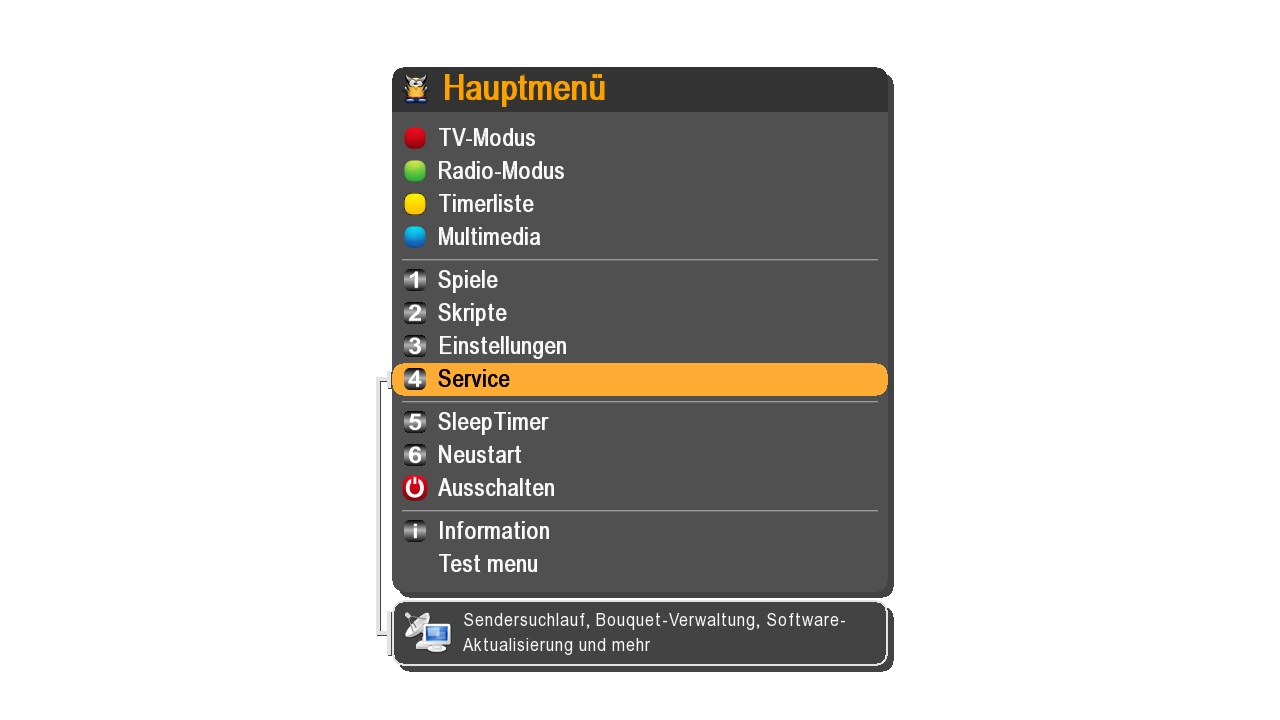 Hauptmenü
TV-Modus
Radio-Modus
Timerliste
Multimedia
1 Spiele
2 Skripte
3 Einstellungen
4 Service
5 SleepTimer
6 Neustart
Ausschalten
i Information
Test menu
Sendersuchlauf, Bouquet-Verwaltung, Software-
Aktualisierung und mehr